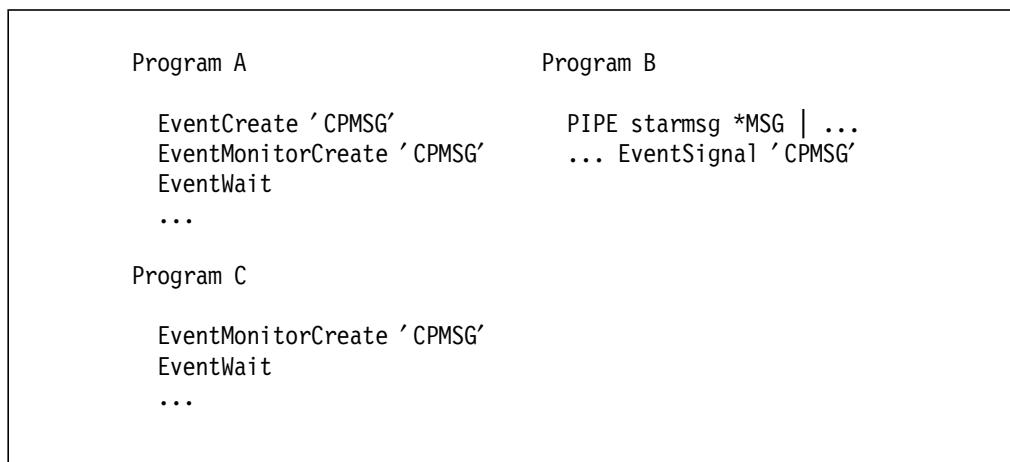 Program A
EventCreate ′CPMSG′
EventMonitorCreate ′CPMSG′
EventWait
...
Program B
PIPE starmsg *MSG | ...
... EventSignal ′CPMSG′
Program C
EventMonitorCreate ′CPMSG′
EventWait
...